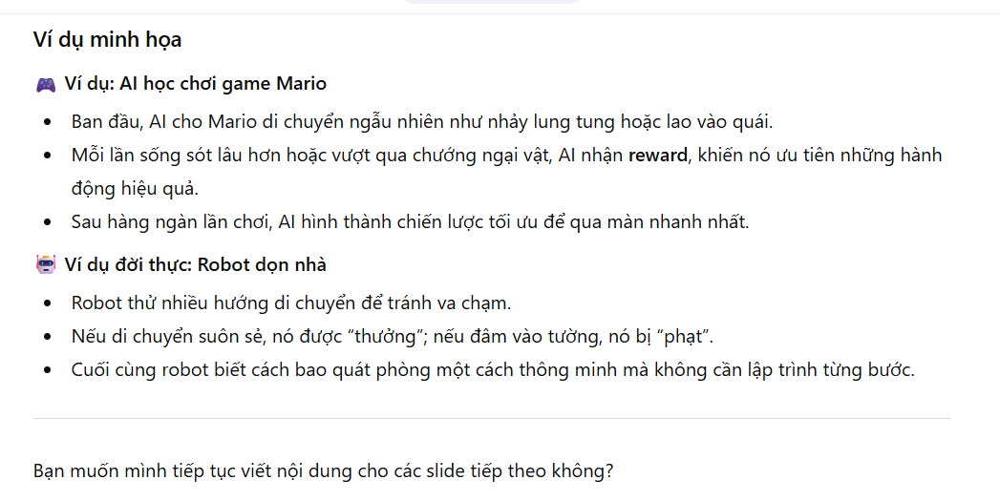 Ví dụ minh họa
🎮 Ví dụ: AI học chơi game Mario
• Ban đầu, AI cho Mario di chuyển ngẫu nhiên như nhảy lung tung hoặc lao vào quái.
• Mỗi lần sống sót lâu hơn hoặc vượt qua chướng ngại vật, AI nhận reward, khiến nó ưu tiên những hành
động hiệu quả.
• Sau hàng ngàn lần chơi, AI hình thành chiến lược tối ưu để qua màn nhanh nhất.
🤖 Ví dụ đời thực: Robot dọn nhà
• Robot thử nhiều hướng di chuyển để tránh va chạm.
• Nếu di chuyển suôn sẻ, nó được “thưởng”; nếu đâm vào tường, nó bị “phạt”.
• Cuối cùng robot biết cách bao quát phòng một cách thông minh mà không cần lập trình từng bước.
Bạn muốn mình tiếp tục viết nội dung cho các slide tiếp theo không?